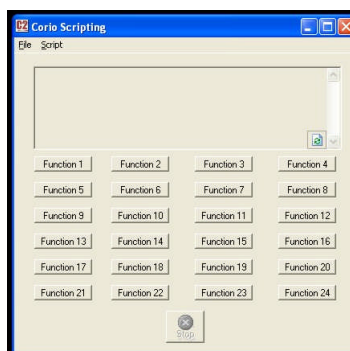 C2 Corio Scripting
File Script
Function 1 Function 2 Function 3 Function 4
Function 5 Function 6 Function 7 Function 8
Function 9 Function 10 Function 11 Function 12
Function 13 Function 14 Function 15 Function 16
Function 17 Function 18 Function 19 Function 20
Function 21 Function 22 Function 23 Function 24
Stop